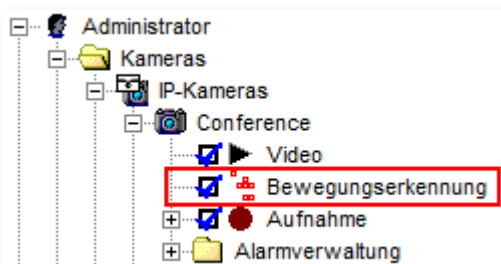 Administrator
Kameras
IP-Kameras
Conference
Video
Bewegungserkennung
Aufnahme
Alarmverwaltung